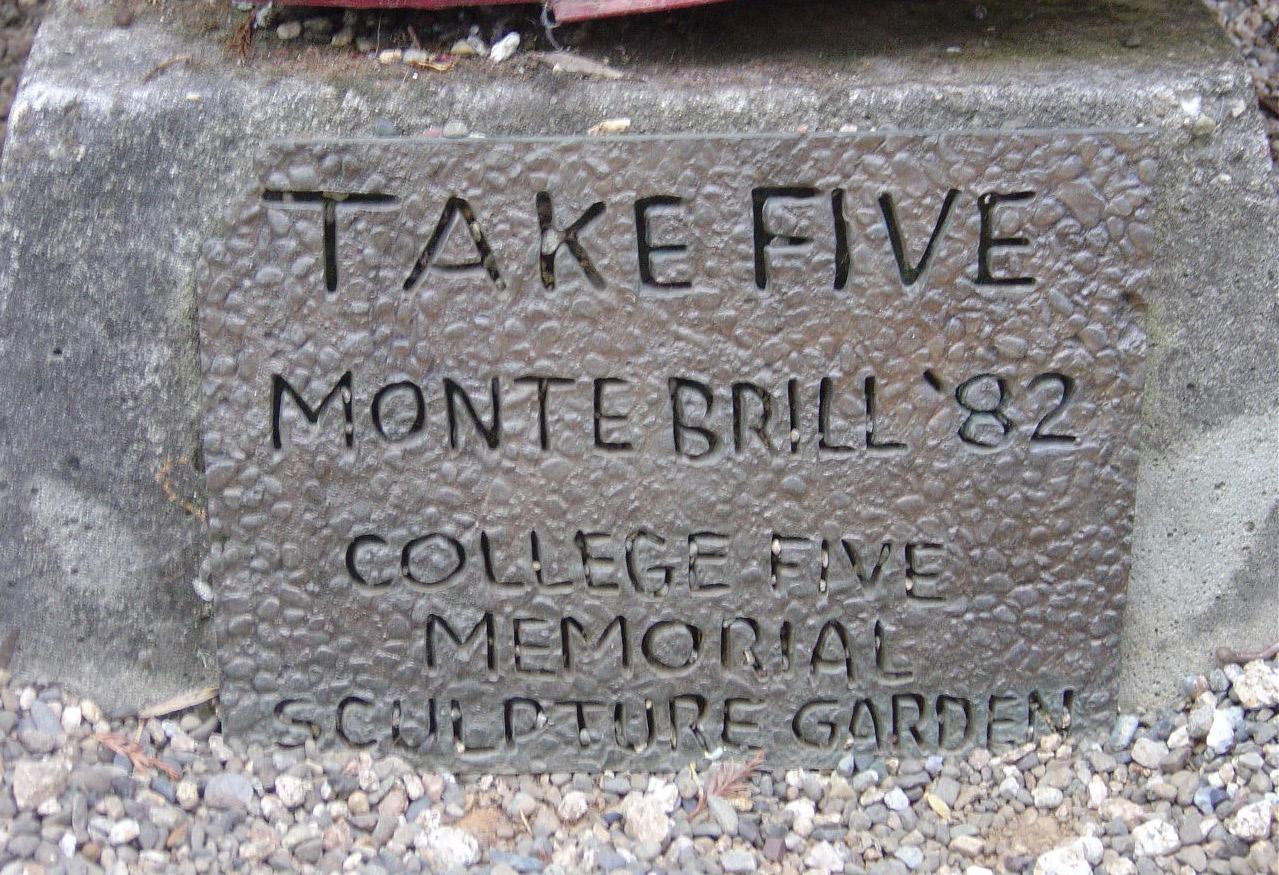 TAKE FIVE
MONTE BRILL '82
COLLEGE FIVE
MEMORIAL
SCULPTURE GARDEN